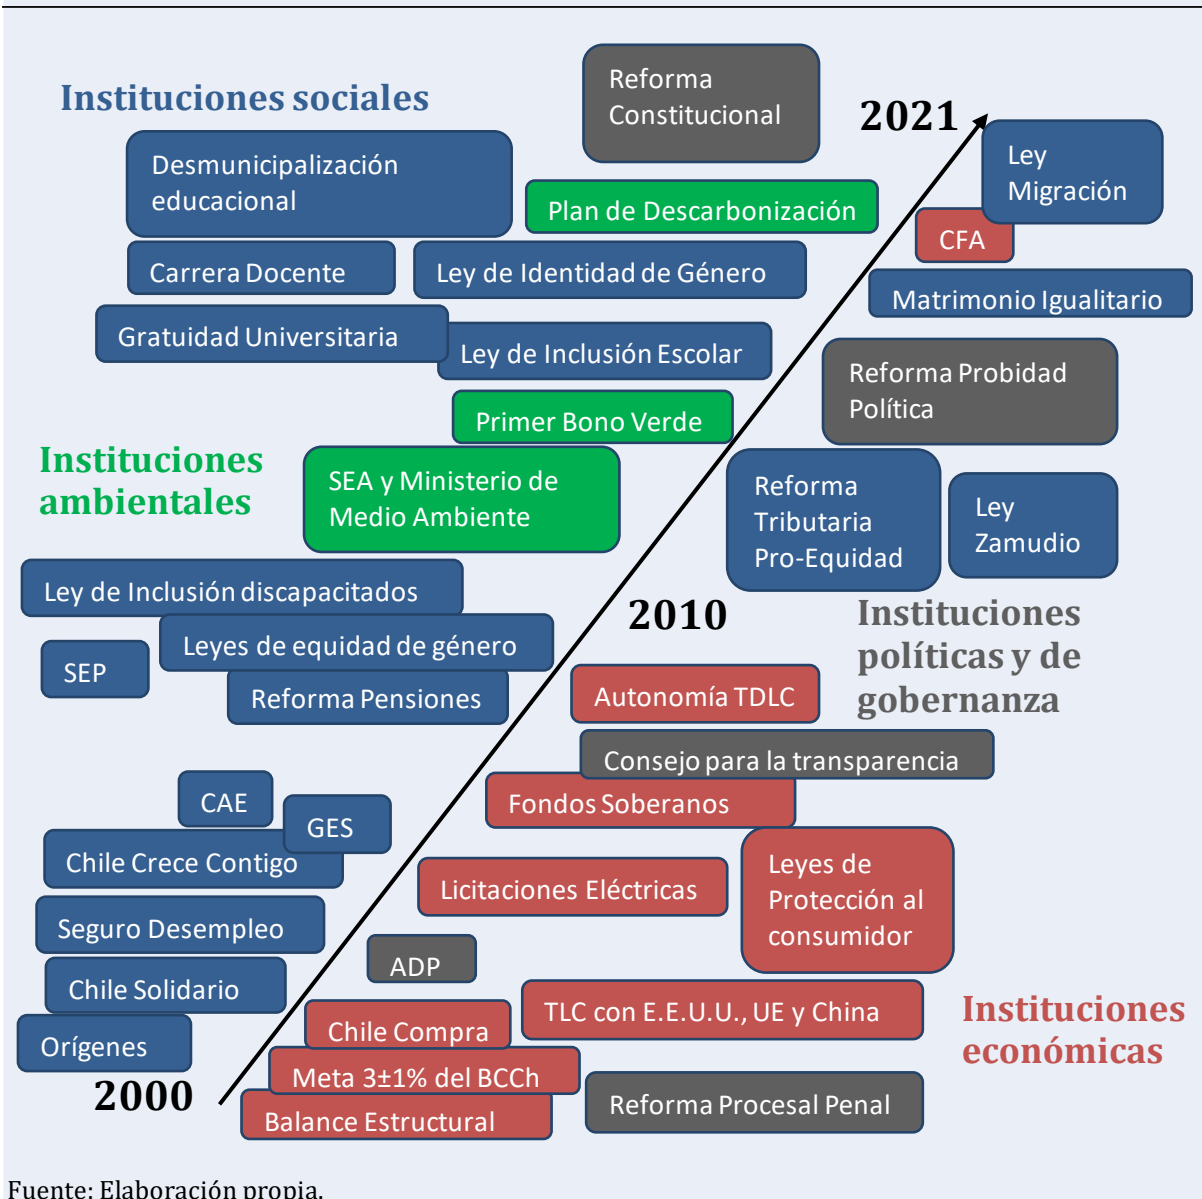 Instituciones sociales
Reforma
Constitucional
2021
Ley
Migración
Desmunicipalización
educacional
Plan de Descarbonización
CFA
Carrera Docente
Ley de Identidad de Género
Matrimonio Igualitario
Gratuidad Universitaria
Ley de Inclusión Escolar
Reforma Probidad
Política
Primer Bono Verde
Instituciones
ambientales
SEA y Ministerio de
Medio Ambiente
Reforma
Tributaria
Pro-Equidad
Ley
Zamudio
Ley de Inclusión discapacitados
2010
Instituciones
políticas y de
gobernanza
Leyes de equidad de género
SEP
Reforma Pensiones
Autonomía TDLC
Consejo para la transparencia
CAE
Fondos Soberanos
GES
Chile Crece Contigo
Licitaciones Eléctricas
Leyes de
Protección al
consumidor
Seguro Desempleo
ADP
Chile Solidario
TLC con E.E.U.U., UE y China
Instituciones
económicas
Chile Compra
Orígenes
Meta 3±1% del BCCh
2000
Reforma Procesal Penal
Balance Estructural
Fuente: Elaboración propia.